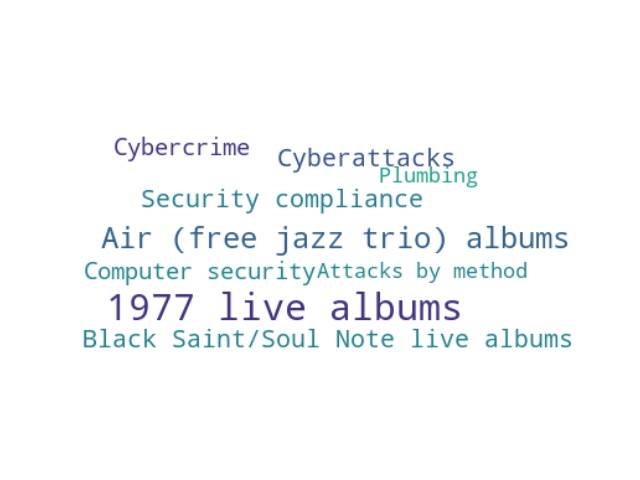 Cybercrime
Cyberattacks
Plumbing
Security compliance
Air (free jazz trio) albums
Computer security
Attacks by method
1977 live albums
Black Saint/Soul Note live albums